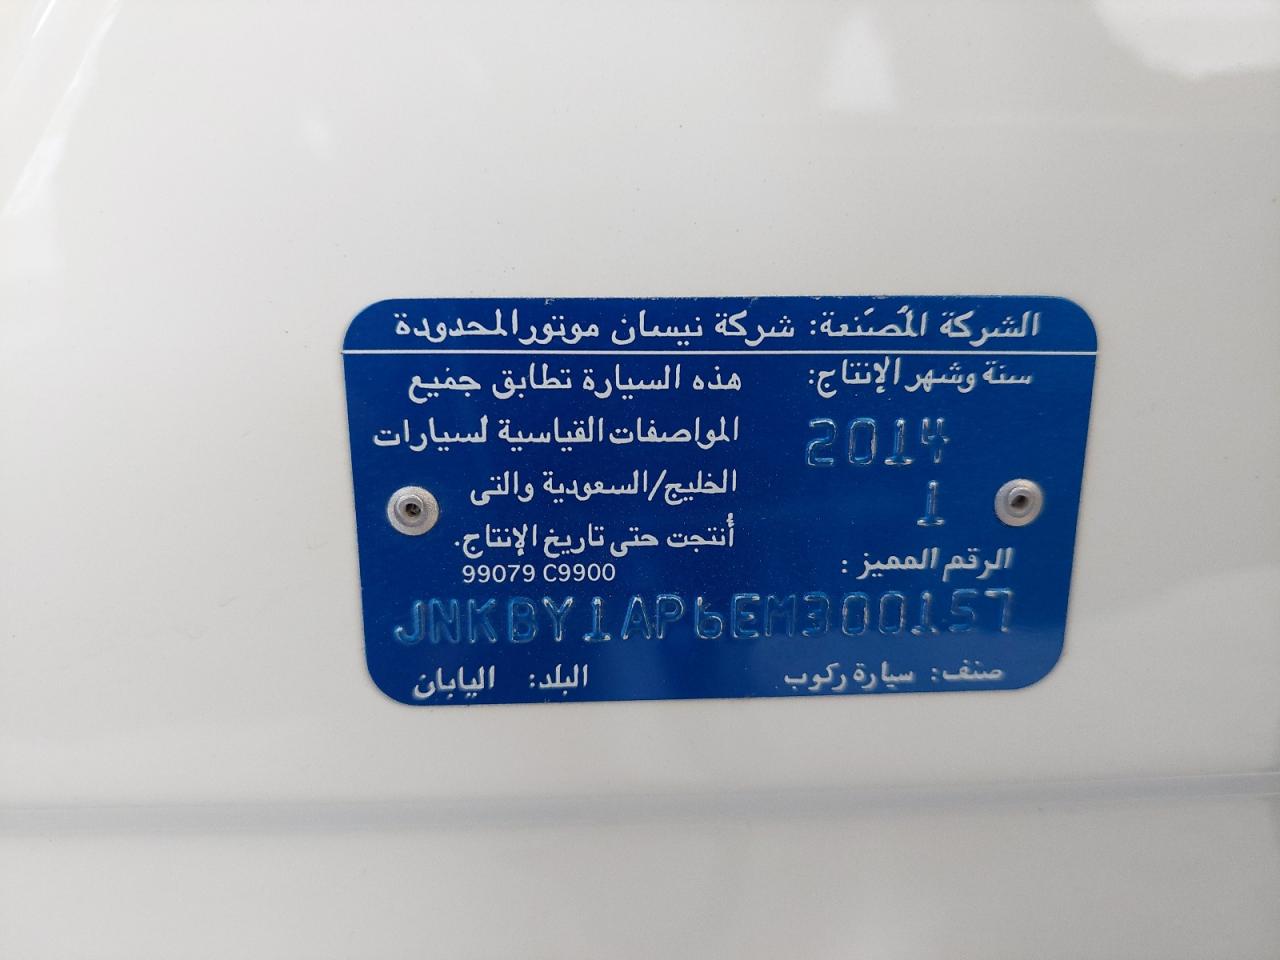 الشركة المُصنَعة: شركة نيسان موتور المحدودة
سنة وشهر الإنتاج:
2014
1
هذه السيارة تطابق جميع
المواصفات القياسية لسيارات
الخليج/السعودية والتى
أُنتجت حتى تاريخ الإنتاج.
99079 C9900
الرقم المميز :
JNKBY1AP6EM300157
صنف: سيارة ركوب
البلد: اليابان